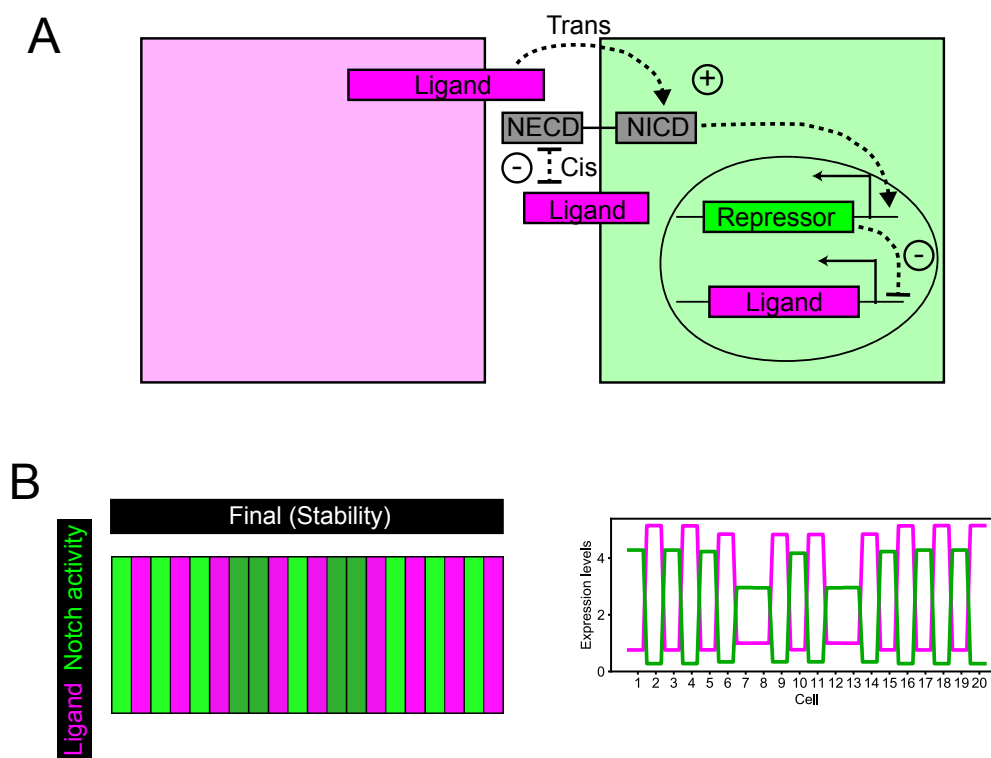 A
Trans
Ligand
+
NECD
NICD
-
Cis
Ligand
Repressor
-
Ligand
B
Final (Stability)
Ligand Notch activity
Expression levels
4
2
0
1 2 3 4 5 6 7 8 9 10 11 12 13 14 15 16 17 18 19 20
Cell